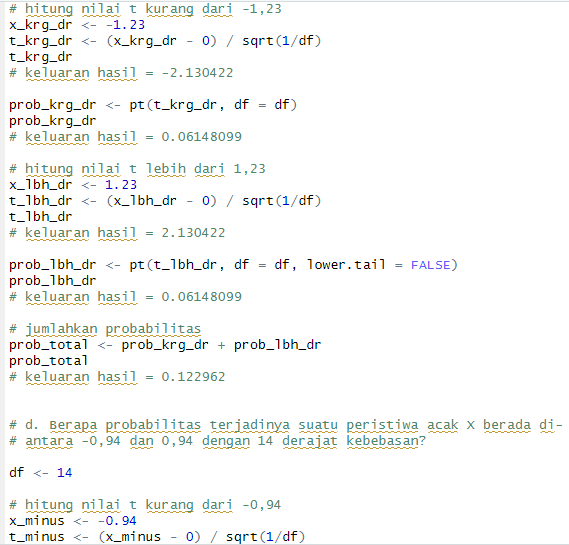 # hitung nilai t kurang dari -1,23
x_krg_dr <- -1.23
t_krg_dr <- (x_krg_dr - 0) / sqrt(1/df)
t_krg_dr
# keluaran hasil = -2.130422
prob_krg_dr <- pt(t_krg_dr, df = df)
prob_krg_dr
# keluaran hasil = 0.06148099
# hitung nilai t lebih dari 1,23
x_lbh_dr <- 1.23
t_lbh_dr <- (x_lbh_dr - 0) / sqrt(1/df)
t_lbh_dr
# keluaran hasil = 2.130422
prob_lbh_dr <- pt(t_lbh_dr, df = df, lower.tail = FALSE)
prob_lbh_dr
# keluaran hasil = 0.06148099
# jumlahkan probabilitas
prob_total <- prob_krg_dr + prob_lbh_dr
prob_total
# keluaran hasil = 0.122962
# d. Berapa probabilitas terjadinya suatu peristiwa acak X berada di-
# antara -0,94 dan 0,94 dengan 14 derajat kebebasan?
df <- 14
# hitung nilai t kurang dari -0,94
x_minus <- -0.94
t_minus <- (x_minus - 0) / sqrt(1/df)